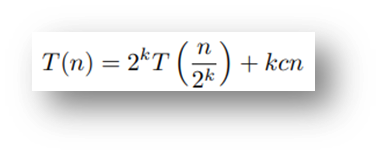 T(n) = 2^k T(n/2^k) + kcn